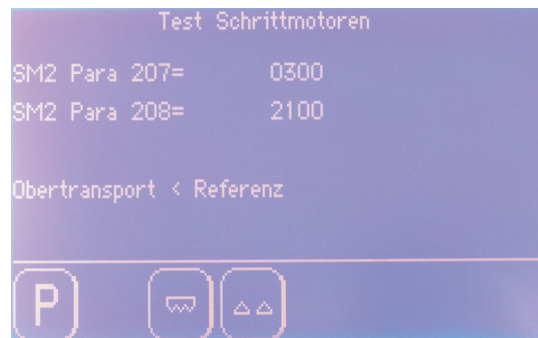 Test Schrittmotoren
SM2 Para 207= 0300
SM2 Para 208= 2100
Obertransport < Referenz
P